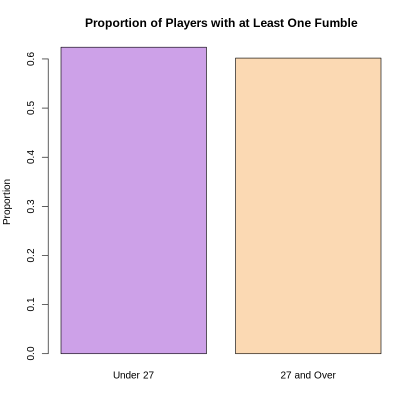 Proportion of Players with at Least One Fumble
Proportion
0.6
0.5
0.4
0.3
0.2
0.1
0.0
Under 27
27 and Over